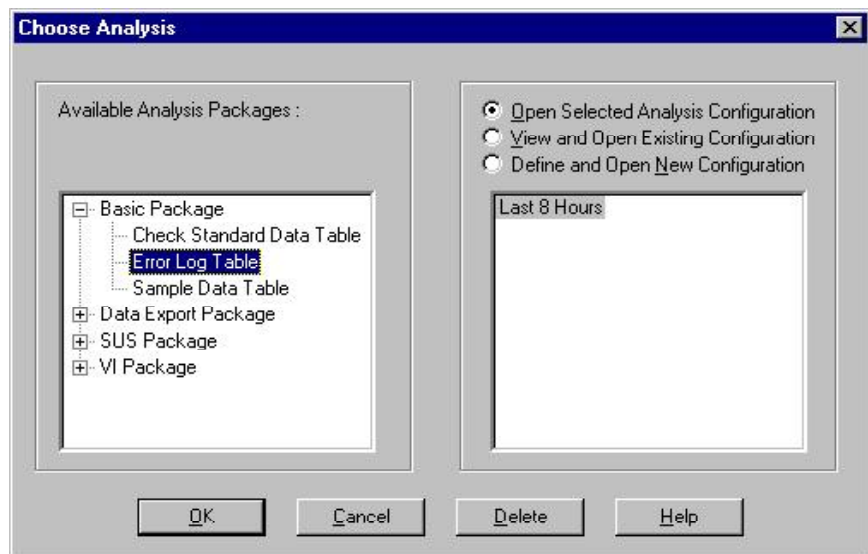 Choose Analysis
Available Analysis Packages :
Basic Package
Check Standard Data Table
Error Log Table
Sample Data Table
Data Export Package
SUS Package
VI Package
Open Selected Analysis Configuration
View and Open Existing Configuration
Define and Open New Configuration
Last 8 Hours
OK
Cancel
Delete
Help